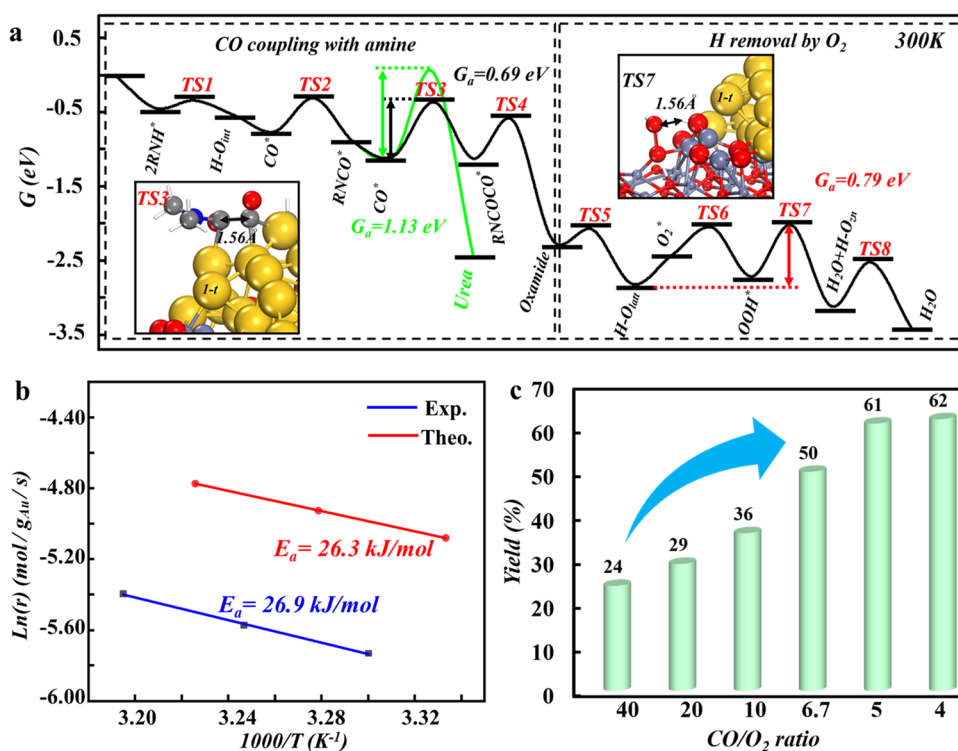 a
0.5
-0.5
-1.5
-2.5
-3.5
G (eV)
CO coupling with amine
H removal by O2
300K
TS1
TS2
TS3
TS4
Ga=0.69 eV
2RNH*
H-Oint
CO*
RNCO*
CO*
RNCOCO*
Oxamide
Ga=1.13 eV
Urea
TS3
1.56Å
1-t
TS7
1.56Å
1-t
Ga=0.79 eV
TS5
TS6
TS7
TS8
H-Olatt
O2*
OOH*
H2O+H-Ozn
H2O
b
-4.40
-4.80
-5.20
-5.60
-6.00
Ln(r) (mol / gAu / s)
Exp.
Theo.
Ea= 26.3 kJ/mol
Ea= 26.9 kJ/mol
3.20
3.24
3.28
3.32
1000/T (K-1)
c
70
60
50
40
30
20
10
0
Yield (%)
24
29
36
50
61
62
40
20
10
6.7
5
4
CO/O2 ratio